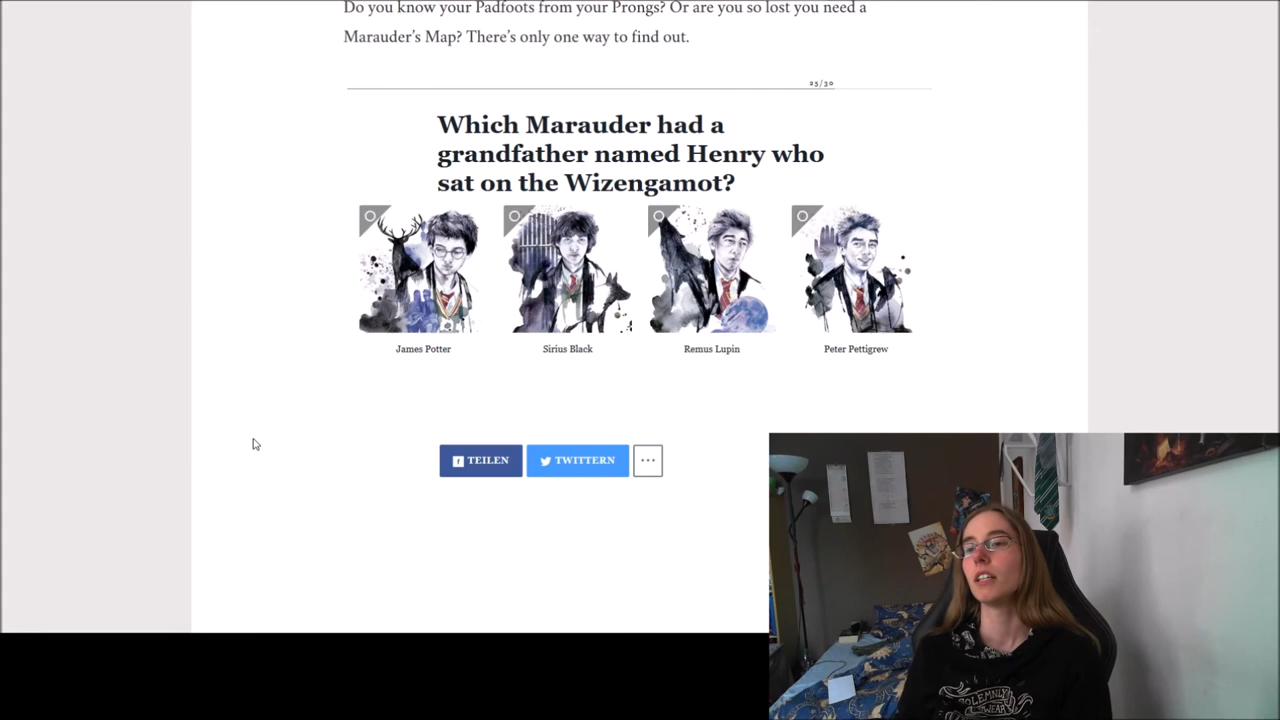 Do you know your Padfoots from your Prongs? Or are you so lost you need a
Marauder's Map? There's only one way to find out.
25/30
Which Marauder had a
grandfather named Henry who
sat on the Wizengamot?
James Potter
Sirius Black
Remus Lupin
Peter Pettigrew
TEILEN
TWITTERN
SOLEMNLY
SWEAR